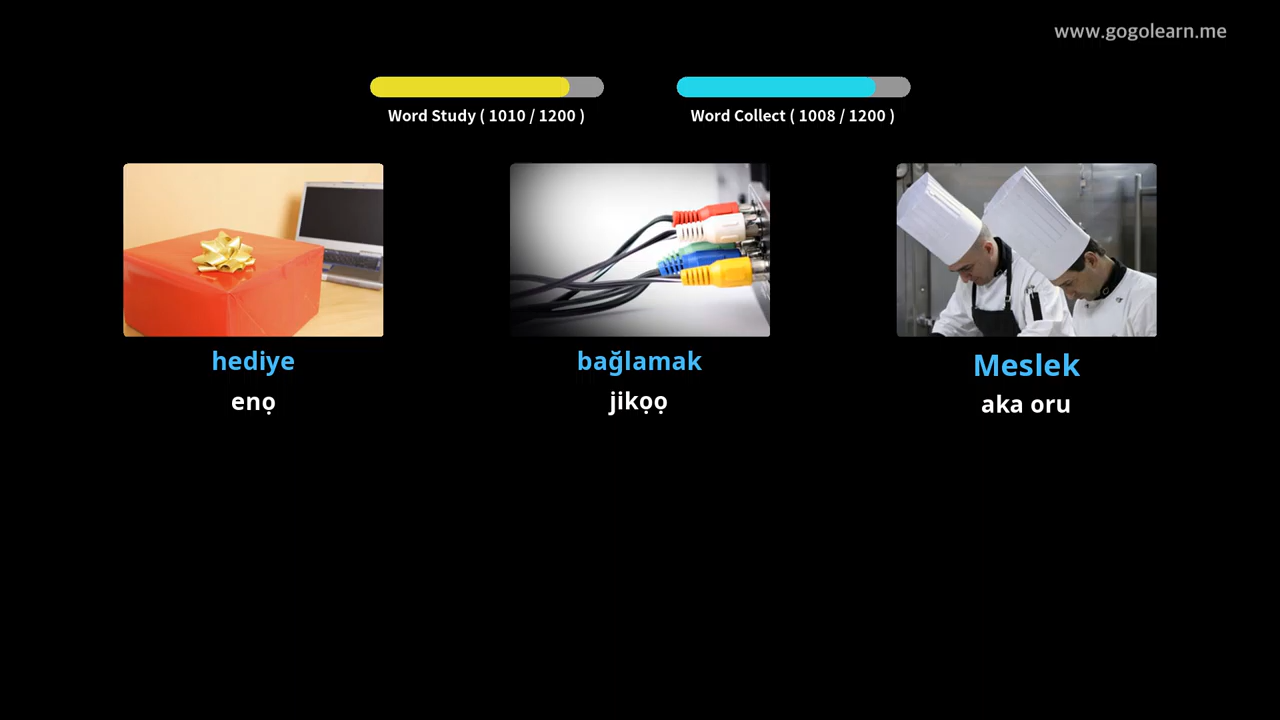 www.gogolearn.me
Word Study ( 1010 / 1200 )
Word Collect ( 1008 / 1200 )
hediye
enọ
bağlamak
jikọọ
Meslek
aka oru